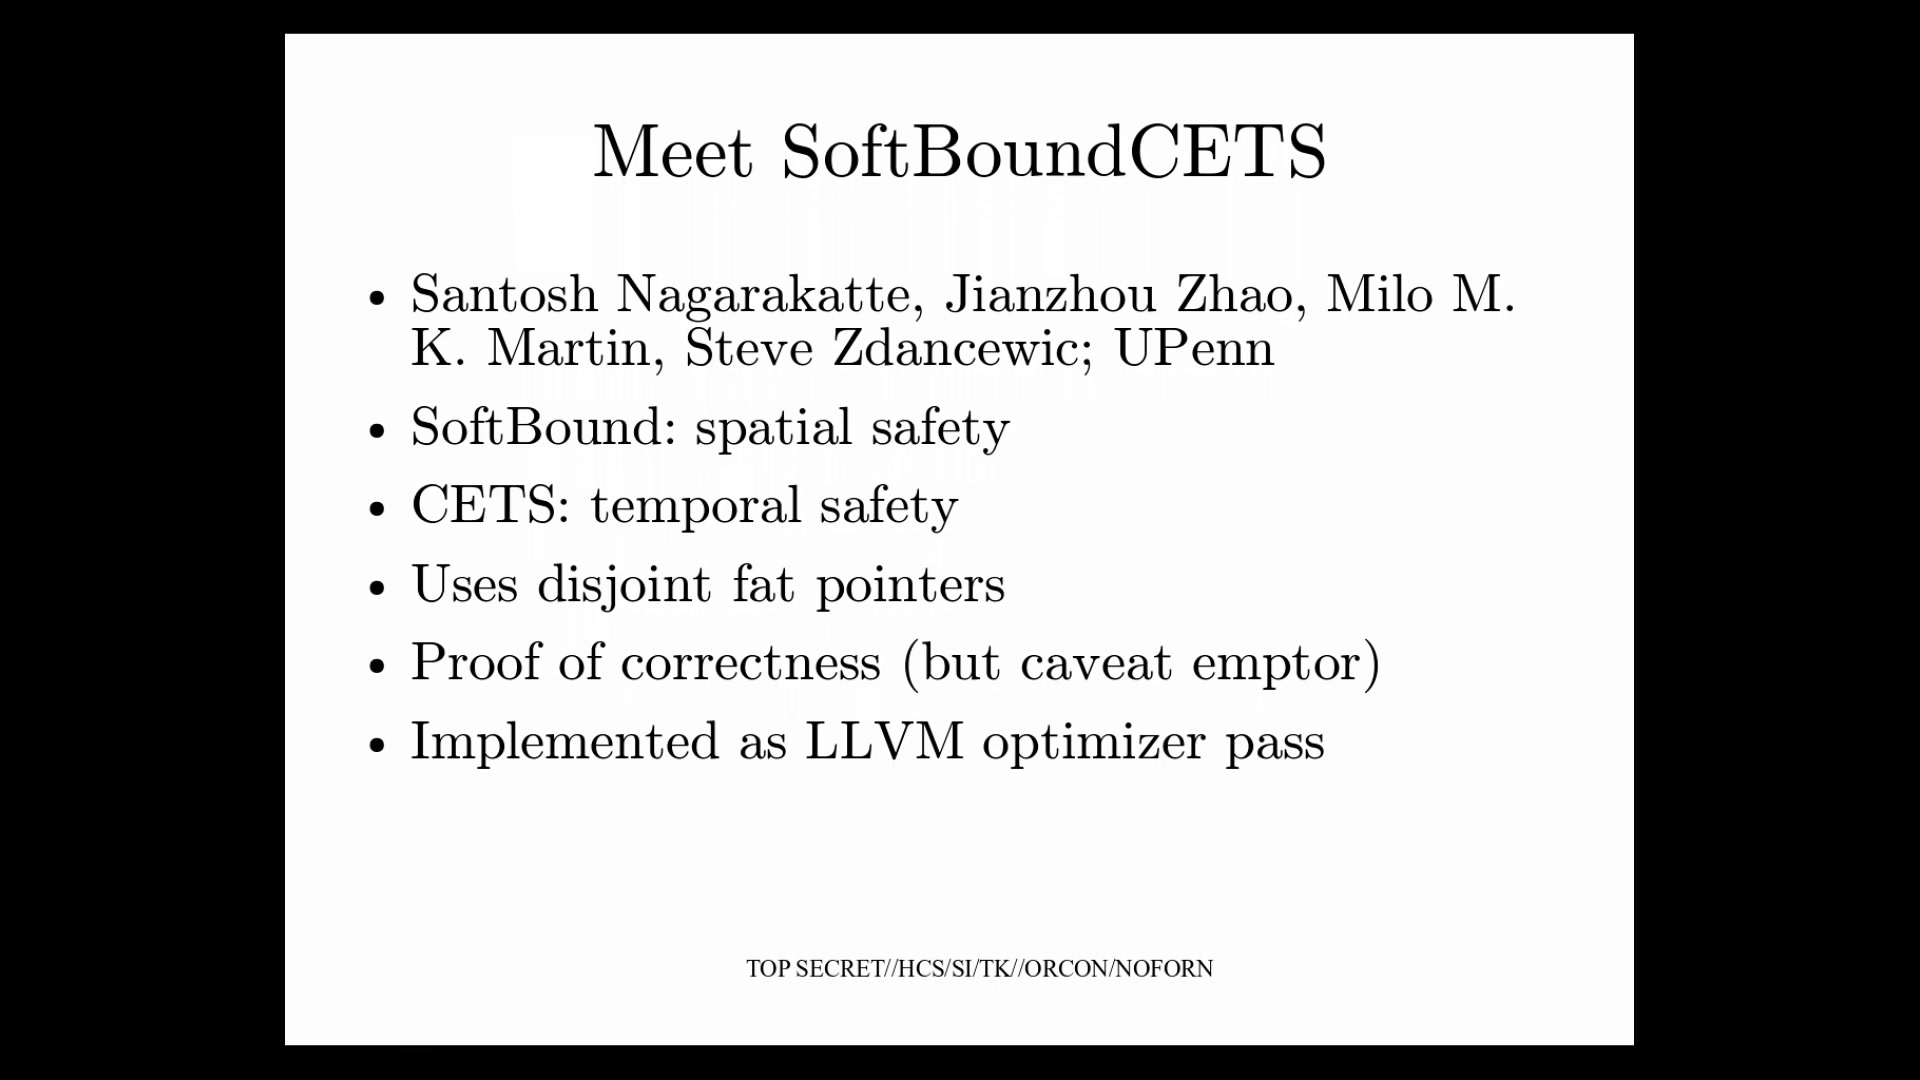 Meet SoftBoundCETS
• Santosh Nagarakatte, Jianzhou Zhao, Milo M.
K. Martin, Steve Zdancewic; UPenn
• SoftBound: spatial safety
• CETS: temporal safety
• Uses disjoint fat pointers
• Proof of correctness (but caveat emptor)
• Implemented as LLVM optimizer pass
TOP SECRET//HCS/SI/TK//ORCON/NOFORN